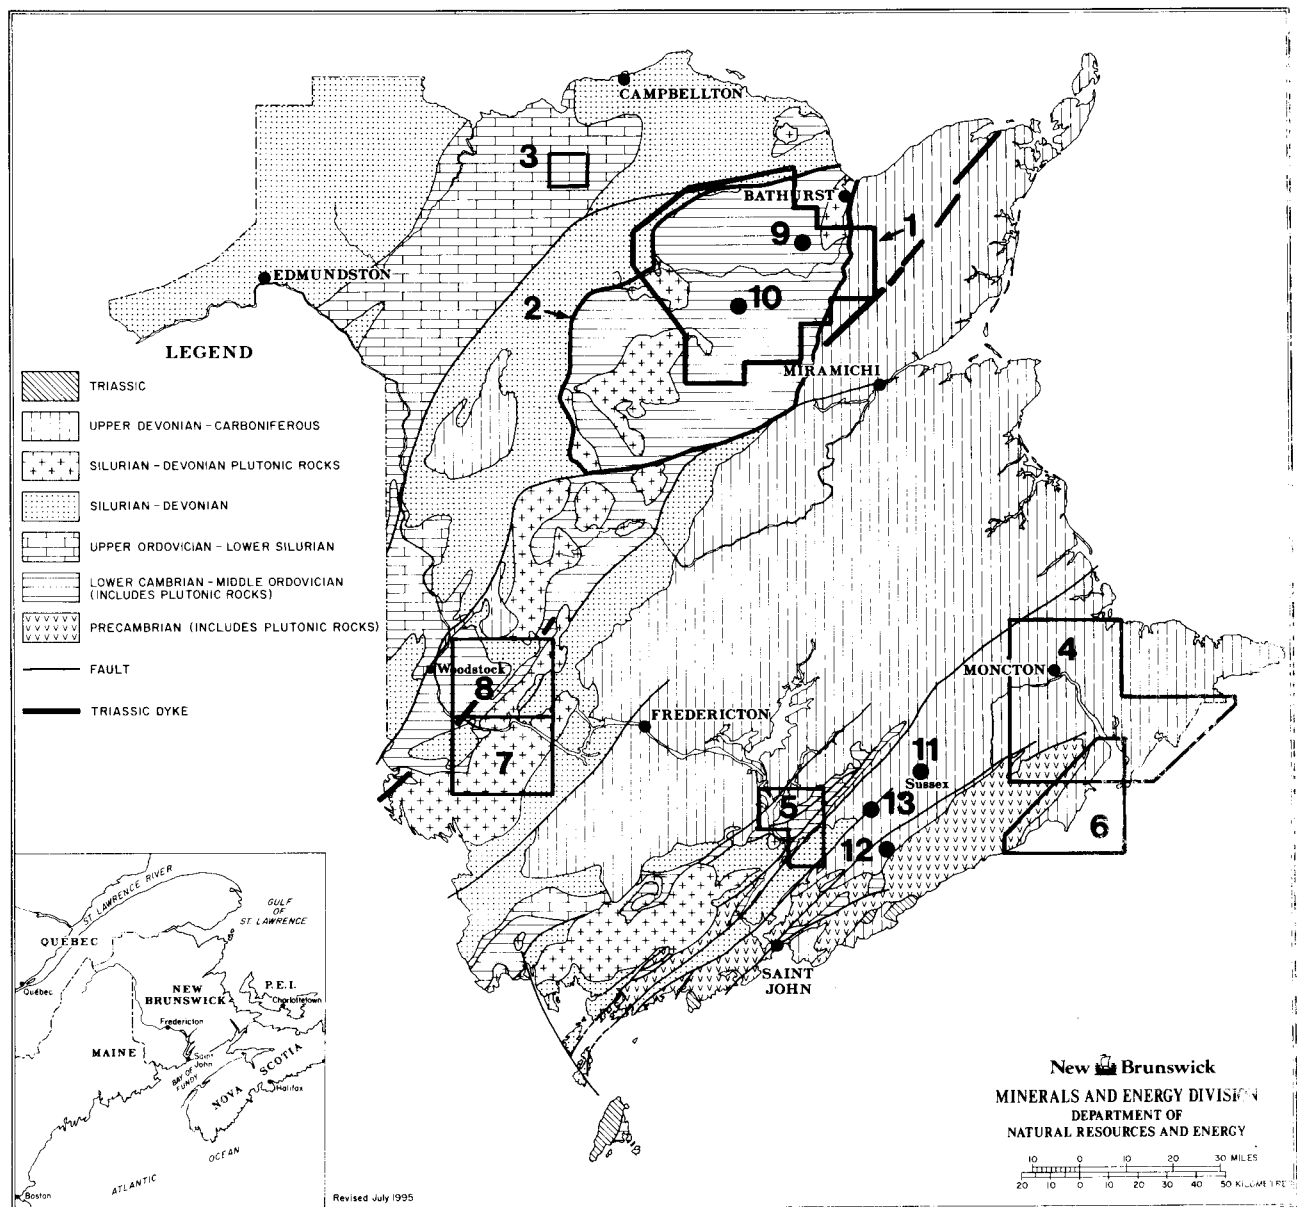 CAMPBELLTON
3
BATHURST
1
9
EDMUNDSTON
10
2
LEGEND
MIRAMICHI
TRIASSIC
UPPER DEVONIAN - CARBONIFEROUS
SILURIAN - DEVONIAN PLUTONIC ROCKS
SILURIAN - DEVONIAN
UPPER ORDOVICIAN - LOWER SILURIAN
LOWER CAMBRIAN - MIDDLE ORDOVICIAN
(INCLUDES PLUTONIC ROCKS)
PRECAMBRIAN (INCLUDES PLUTONIC ROCKS)
FAULT
TRIASSIC DYKE
Woodstock
8
MONCTON
4
FREDERICTON
7
11
Sussex
5
13
6
12
SAINT
JOHN
ST. LAWRENCE RIVER
GULF
OF
ST. LAWRENCE
QUÉBEC
Québec
NEW
BRUNSWICK
P.E.I.
Charlottetown
Fredericton
MAINE
Saint
John
BAY OF
FUNDY
NOVA SCOTIA
Halifax
ATLANTIC OCEAN
Boston
Revised July 1995
New Brunswick
MINERALS AND ENERGY DIVISION
DEPARTMENT OF
NATURAL RESOURCES AND ENERGY
10 0 10 20 30 MILES
20 10 0 10 20 30 40 50 KILOMETRES